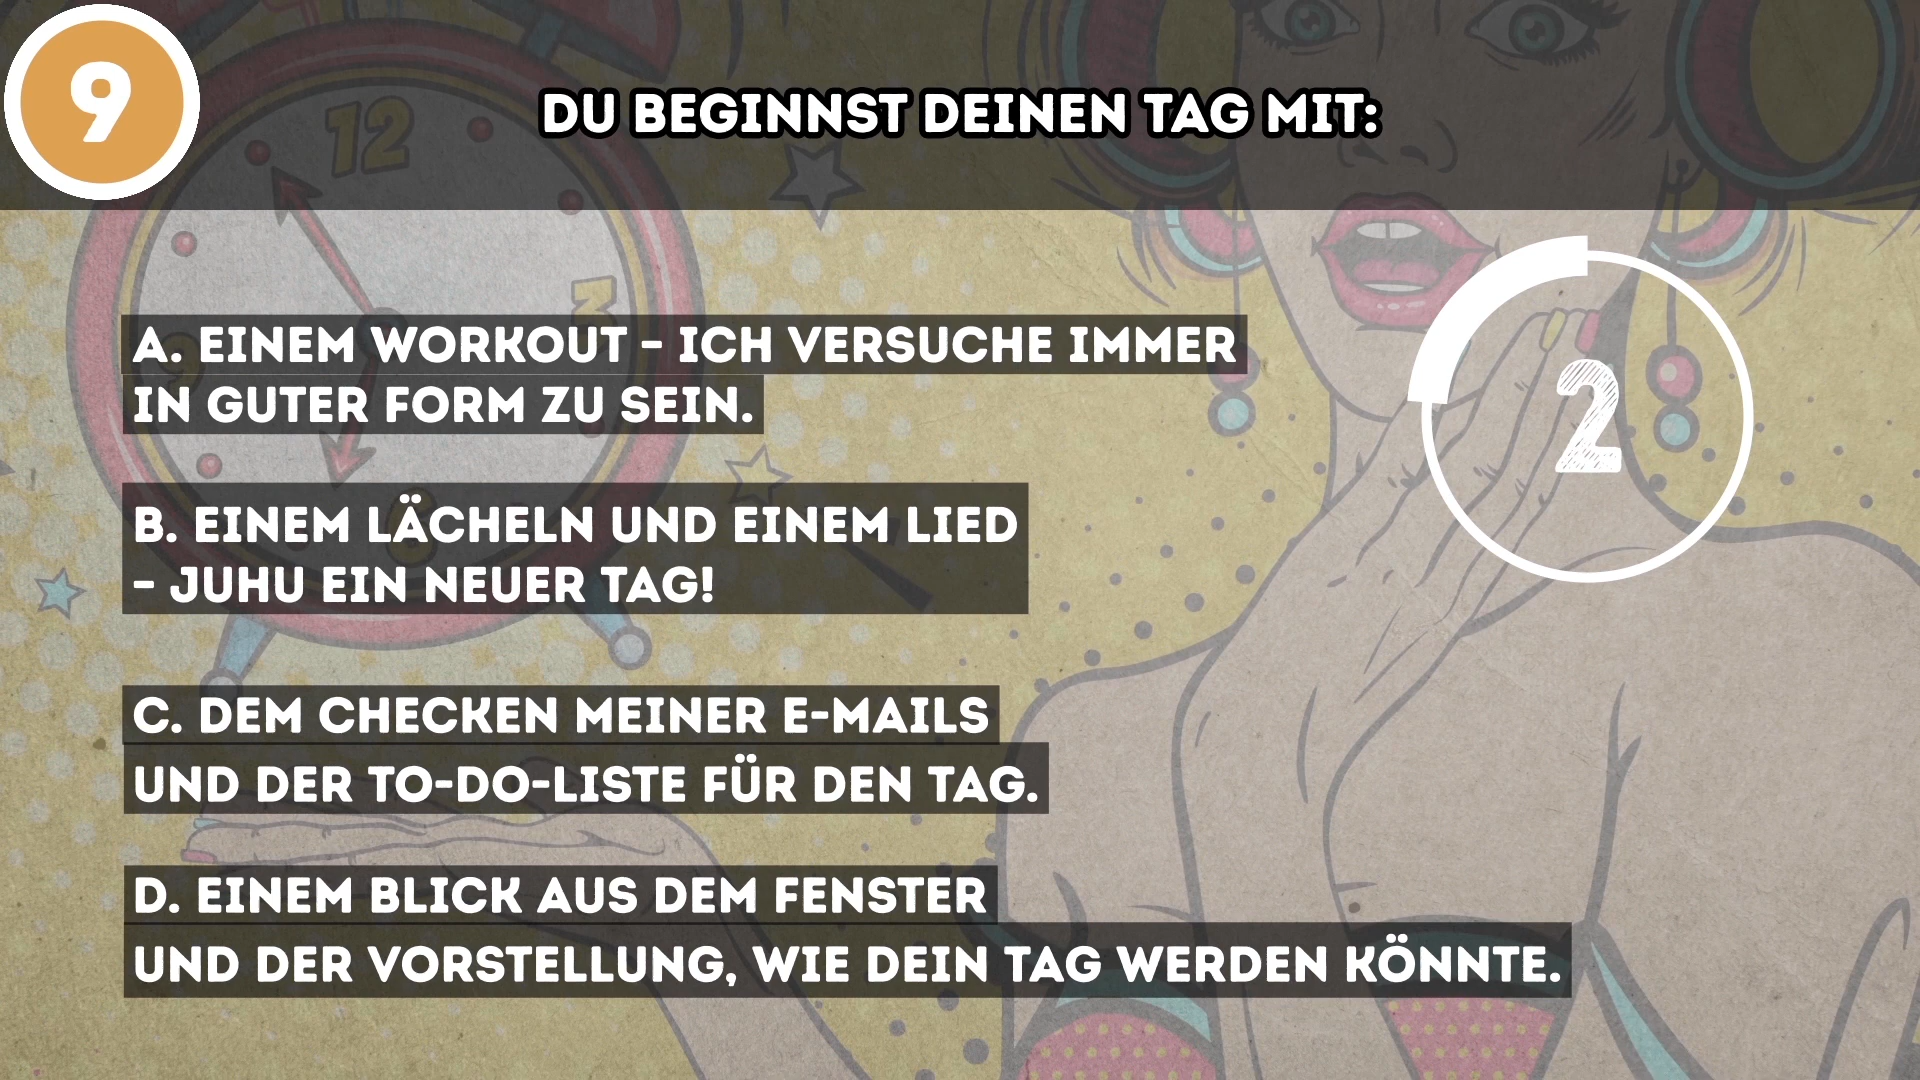 9
DU BEGINNST DEINEN TAG MIT:
12
3
2
A. EINEM WORKOUT – ICH VERSUCHE IMMER
IN GUTER FORM ZU SEIN.
B. EINEM LÄCHELN UND EINEM LIED
– JUHU EIN NEUER TAG!
C. DEM CHECKEN MEINER E-MAILS
UND DER TO-DO-LISTE FÜR DEN TAG.
D. EINEM BLICK AUS DEM FENSTER
UND DER VORSTELLUNG, WIE DEIN TAG WERDEN KÖNNTE.